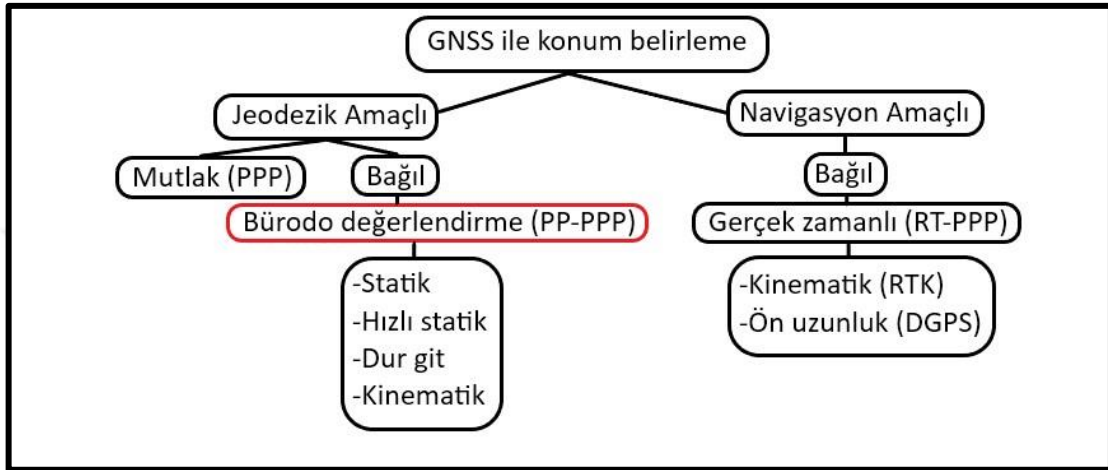 GNSS ile konum belirleme
Jeodezik Amaçlı
Navigasyon Amaçlı
Mutlak (PPP)
Bağıl
Bağıl
Bürodo değerlendirme (PP-PPP)
Gerçek zamanlı (RT-PPP)
-Statik
-Hızlı statik
-Dur git
-Kinematik
-Kinematik (RTK)
-Ön uzunluk (DGPS)